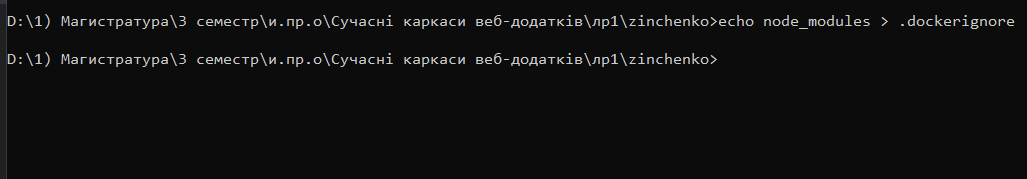 D:\1) Магистратура\3 семестр\и.пр.о\Сучасні каркаси веб-додатків\лр1\zinchenko>echo node_modules > .dockerignore
D:\1) Магистратура\3 семестр\и.пр.о\Сучасні каркаси веб-додатків\лр1\zinchenko>